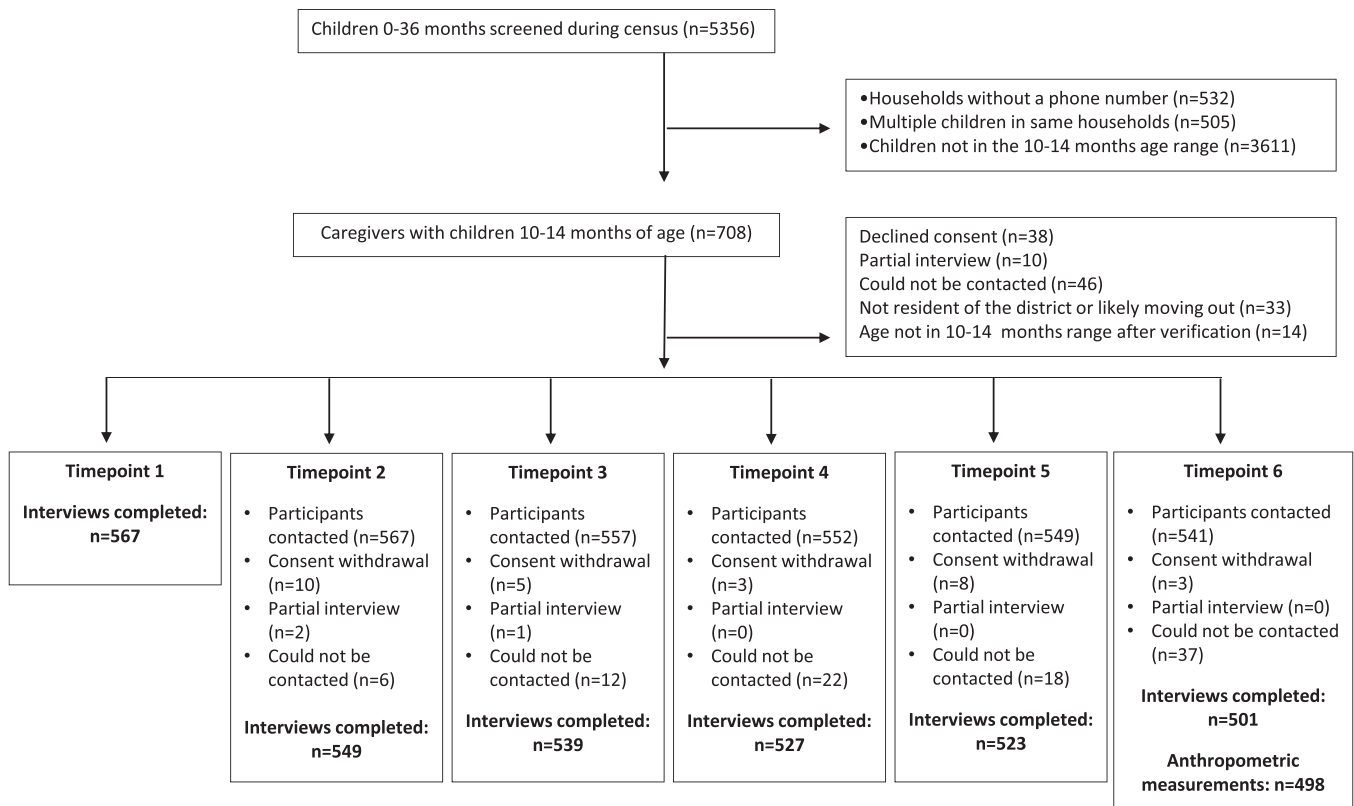 Children 0-36 months screened during census (n=5356)
•Households without a phone number (n=532)
•Multiple children in same households (n=505)
•Children not in the 10-14 months age range (n=3611)
Caregivers with children 10-14 months of age (n=708)
Declined consent (n=38)
Partial interview (n=10)
Could not be contacted (n=46)
Not resident of the district or likely moving out (n=33)
Age not in 10-14 months range after verification (n=14)
Timepoint 1
Interviews completed:
n=567
Timepoint 2
• Participants
contacted (n=567)
• Consent withdrawal
(n=10)
• Partial interview
(n=2)
• Could not be
contacted (n=6)
Interviews completed:
n=549
Timepoint 3
• Participants
contacted (n=557)
• Consent withdrawal
(n=5)
• Partial interview
(n=1)
• Could not be
contacted (n=12)
Interviews completed:
n=539
Timepoint 4
• Participants
contacted (n=552)
• Consent withdrawal
(n=3)
• Partial interview
(n=0)
• Could not be
contacted (n=22)
Interviews completed:
n=527
Timepoint 5
• Participants
contacted (n=549)
• Consent withdrawal
(n=8)
• Partial interview
(n=0)
• Could not be
contacted (n=18)
Interviews completed:
n=523
Timepoint 6
• Participants contacted
(n=541)
• Consent withdrawal
(n=3)
• Partial interview (n=0)
• Could not be contacted
(n=37)
Interviews completed:
n=501
Anthropometric
measurements: n=498